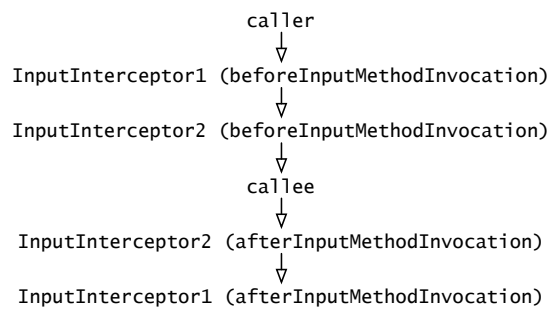 caller
InputInterceptor1 (beforeInputMethodInvocation)
InputInterceptor2 (beforeInputMethodInvocation)
callee
InputInterceptor2 (afterInputMethodInvocation)
InputInterceptor1 (afterInputMethodInvocation)